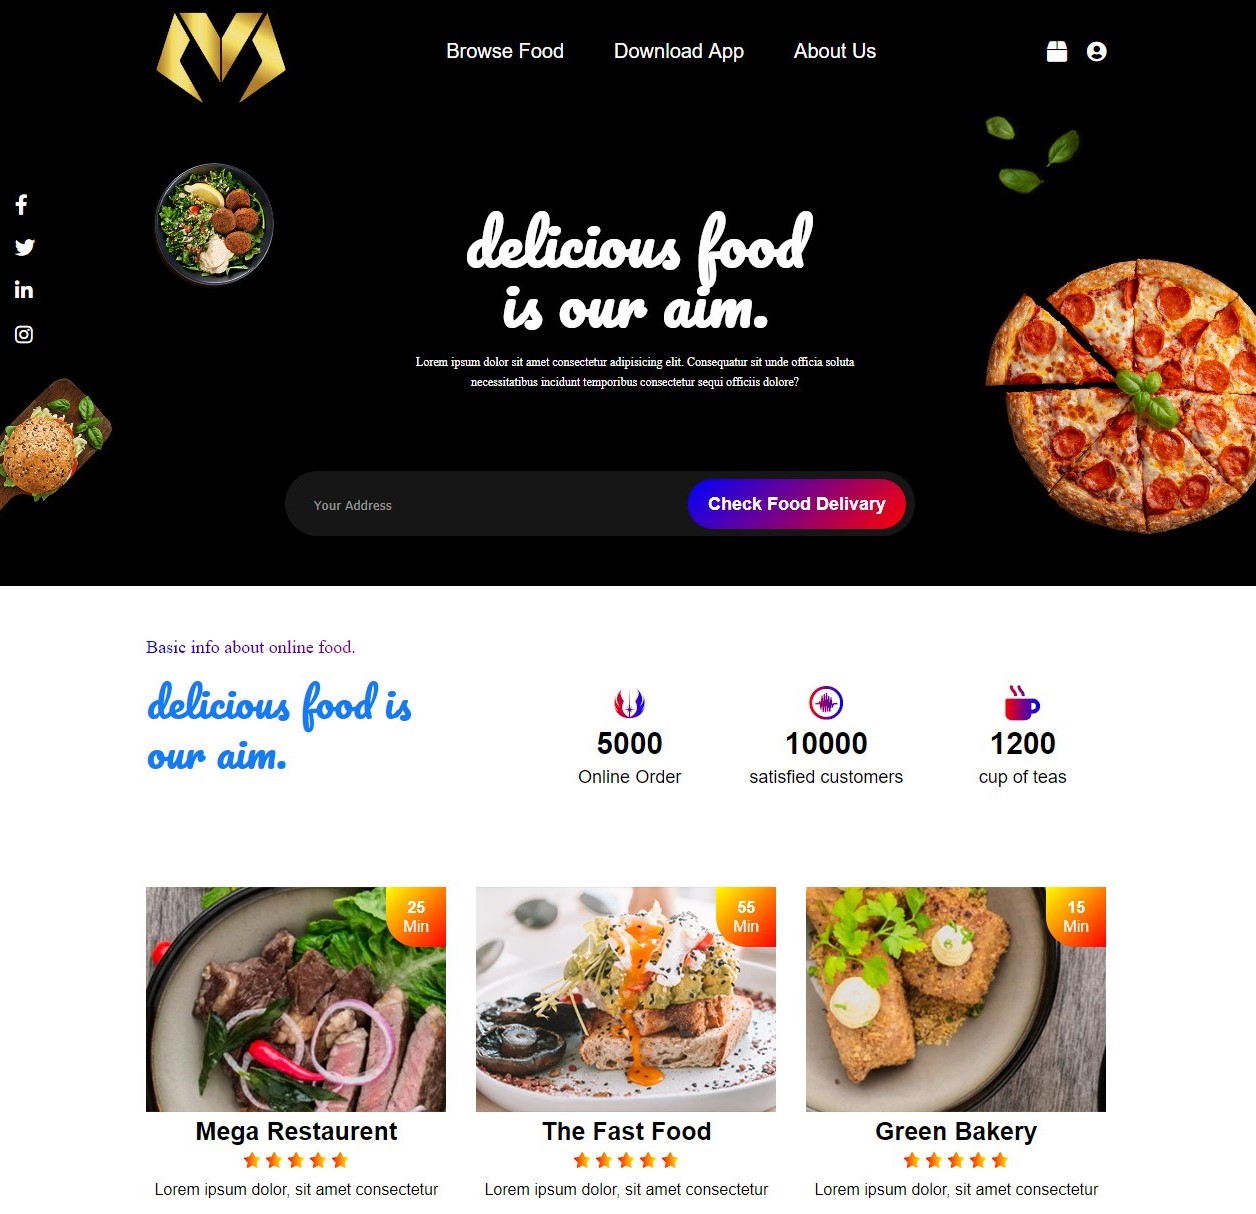 Browse Food
Download App
About Us
delicious food
is our aim.
Lorem ipsum dolor sit amet consectetur adipisicing elit. Consequatur sit unde officia soluta
necessitatibus incidunt temporibus consectetur sequi officiis dolore?
Your Address
Check Food Delivary
Basic info about online food.
delicious food is
our aim.
5000
Online Order
10000
satisfied customers
1200
cup of teas
25
Min
Mega Restaurent
Lorem ipsum dolor, sit amet consectetur
55
Min
The Fast Food
Lorem ipsum dolor, sit amet consectetur
15
Min
Green Bakery
Lorem ipsum dolor, sit amet consectetur